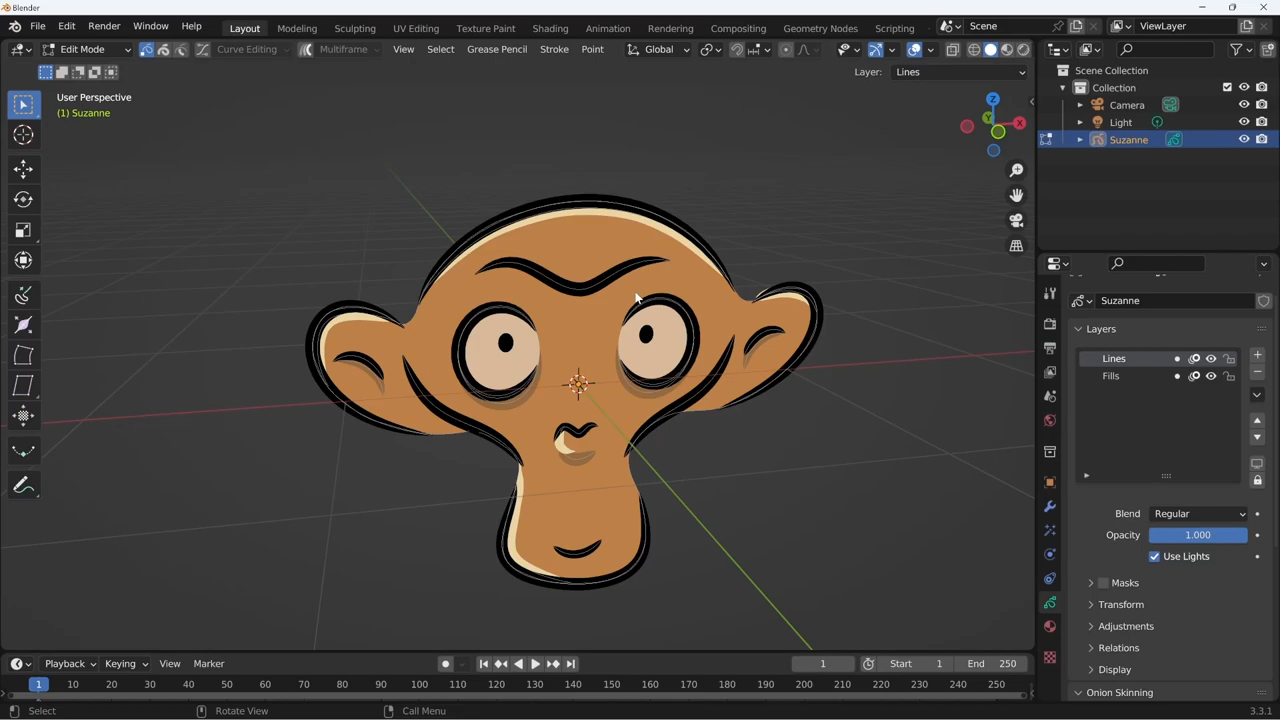 Blender
File Edit Render Window Help Layout Modeling Sculpting UV Editing Texture Paint Shading Animation Rendering Compositing Geometry Nodes Scripting Scene ViewLayer
Edit Mode Curve Editing Multiframe View Select Grease Pencil Stroke Point Global
Layer: Lines
User Perspective
(1) Suzanne
Z
Y
X
Scene Collection
Collection
Camera
Light
Suzanne
Suzanne
Layers
Lines
Fills
Blend Regular
Opacity 1.000
Use Lights
Masks
Transform
Adjustments
Relations
Display
Onion Skinning
Playback Keying View Marker 1 Start 1 End 250
1 10 20 30 40 50 60 70 80 90 100 110 120 130 140 150 160 170 180 190 200 210 220 230 240 250
Select Rotate View Call Menu 3.3.1